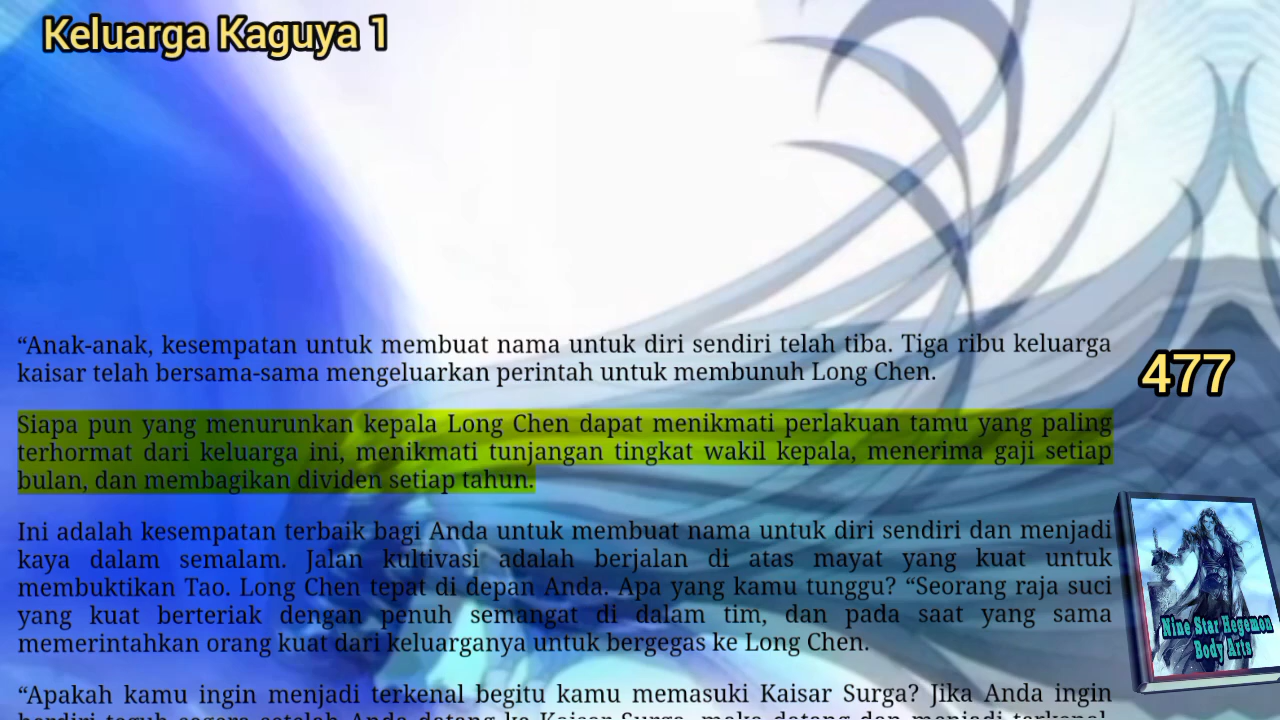 Keluarga Kaguya 1
“Anak-anak, kesempatan untuk membuat nama untuk diri sendiri telah tiba. Tiga ribu keluarga
kaisar telah bersama-sama mengeluarkan perintah untuk membunuh Long Chen.
477
Siapa pun yang menurunkan kepala Long Chen dapat menikmati perlakuan tamu yang paling
terhormat dari keluarga ini, menikmati tunjangan tingkat wakil kepala, menerima gaji setiap
bulan, dan membagikan dividen setiap tahun.
Ini adalah kesempatan terbaik bagi Anda untuk membuat nama untuk diri sendiri dan menjadi
kaya dalam semalam. Jalan kultivasi adalah berjalan di atas mayat yang kuat untuk
membuktikan Tao. Long Chen tepat di depan Anda. Apa yang kamu tunggu? “Seorang raja suci
yang kuat berteriak dengan penuh semangat di dalam tim, dan pada saat yang sama
memerintahkan orang kuat dari keluarganya untuk bergegas ke Long Chen.
Nine Star Hegemon
Body Arts
“Apakah kamu ingin menjadi terkenal begitu kamu memasuki Kaisar Surga? Jika Anda ingin